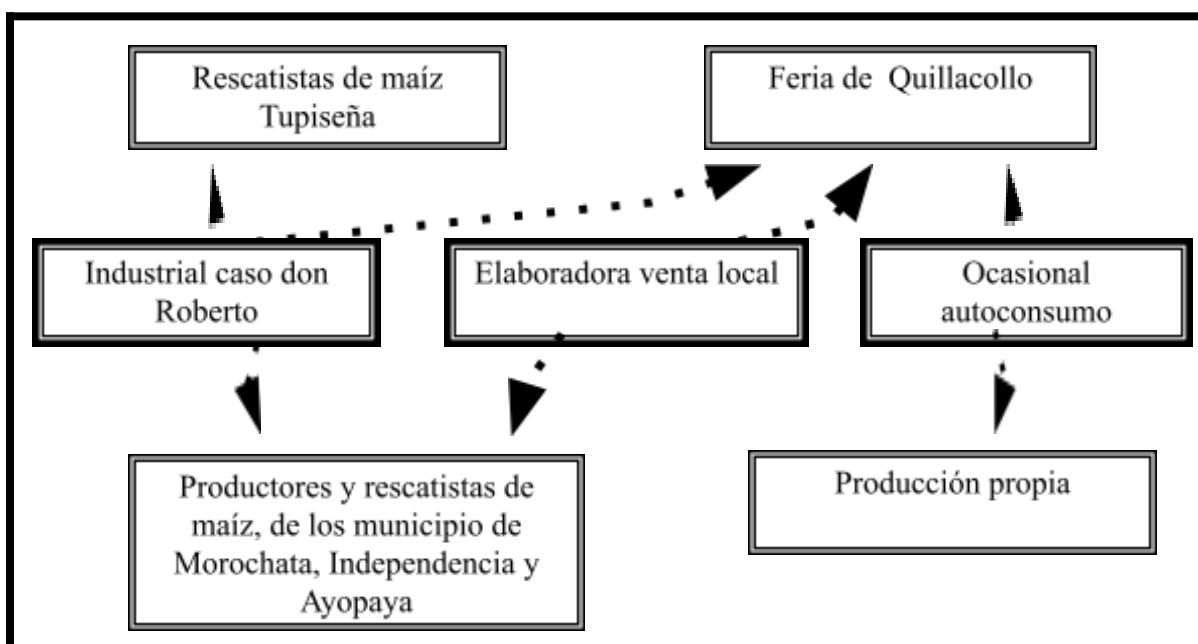 Rescatistas de maíz
Tupiseña
Feria de Quillacollo
Industrial caso don
Roberto
Elaboradora venta local
Ocasional
autoconsumo
Productores y rescatistas de
maíz, de los municipio de
Morochata, Independencia y
Ayopaya
Producción propia